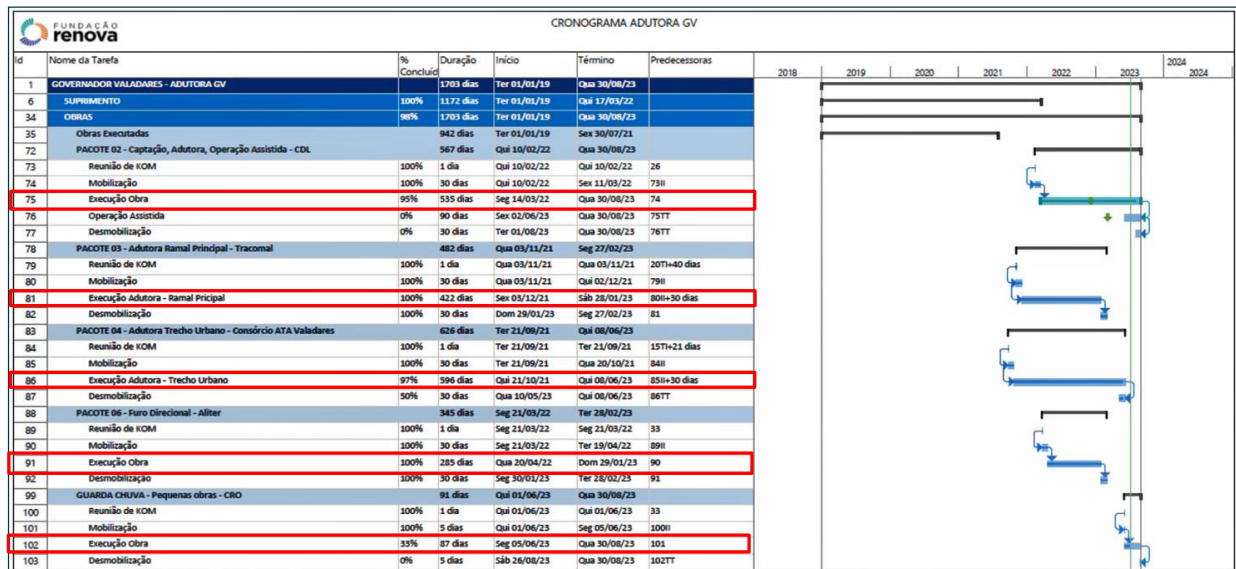 FUNDAÇÃO
renova
CRONOGRAMA ADUTORA GV
Id Nome da Tarefa % Concluíd Duração Início Término Predecessoras 2018 2019 2020 2021 2022 2023 2024 2024
1 GOVERNADOR VALADARES - ADUTORA GV 1703 dias Ter 01/01/19 Qua 30/08/23
6 SUPRIMENTO 100% 1172 dias Ter 01/01/19 Qui 17/03/22
34 OBRAS 98% 1703 dias Ter 01/01/19 Qua 30/08/23
35 Obras Executadas 942 dias Ter 01/01/19 Sex 30/07/21
72 PACOTE 02 - Captação, Adutora, Operação Assistida - CDL 567 dias Qui 10/02/22 Qua 30/08/23
73 Reunião de KOM 100% 1 dia Qui 10/02/22 Qui 10/02/22 26
74 Mobilização 100% 30 dias Qui 10/02/22 Sex 11/03/22 73II
75 Execução Obra 95% 535 dias Seg 14/03/22 Qua 30/08/23 74
76 Operação Assistida 0% 90 dias Sex 02/06/23 Qua 30/08/23 75TT
77 Desmobilização 0% 30 dias Ter 01/08/23 Qua 30/08/23 76TT
78 PACOTE 03 - Adutora Ramal Principal - Tracomal 482 dias Qua 03/11/21 Seg 27/02/23
79 Reunião de KOM 100% 1 dia Qua 03/11/21 Qua 03/11/21 20TI+40 dias
80 Mobilização 100% 30 dias Qua 03/11/21 Qui 02/12/21 79II
81 Execução Adutora - Ramal Pricipal 100% 422 dias Sex 03/12/21 Sáb 28/01/23 80II+30 dias
82 Desmobilização 100% 30 dias Dom 29/01/23 Seg 27/02/23 81
83 PACOTE 04 - Adutora Trecho Urbano - Consórcio ATA Valadares 626 dias Ter 21/09/21 Qui 08/06/23
84 Reunião de KOM 100% 1 dia Ter 21/09/21 Ter 21/09/21 15TI+21 dias
85 Mobilização 100% 30 dias Ter 21/09/21 Qua 20/10/21 84II
86 Execução Adutora - Trecho Urbano 97% 596 dias Qui 21/10/21 Qui 08/06/23 85II+30 dias
87 Desmobilização 50% 30 dias Qua 10/05/23 Qui 08/06/23 86TT
88 PACOTE 06 - Furo Direcional - Aliter 345 dias Seg 21/03/22 Ter 28/02/23
89 Reunião de KOM 100% 1 dia Seg 21/03/22 Seg 21/03/22 33
90 Mobilização 100% 30 dias Seg 21/03/22 Ter 19/04/22 89II
91 Execução Obra 100% 285 dias Qua 20/04/22 Dom 29/01/23 90
92 Desmobilização 100% 30 dias Seg 30/01/23 Ter 28/02/23 91
99 GUARDA CHUVA - Pequenas obras - CRO 91 dias Qui 01/06/23 Qua 30/08/23
100 Reunião de KOM 100% 1 dia Qui 01/06/23 Qui 01/06/23 33
101 Mobilização 100% 5 dias Qui 01/06/23 Seg 05/06/23 100II
102 Execução Obra 33% 87 dias Seg 05/06/23 Qua 30/08/23 101
103 Desmobilização 0% 5 dias Sáb 26/08/23 Qua 30/08/23 102TT